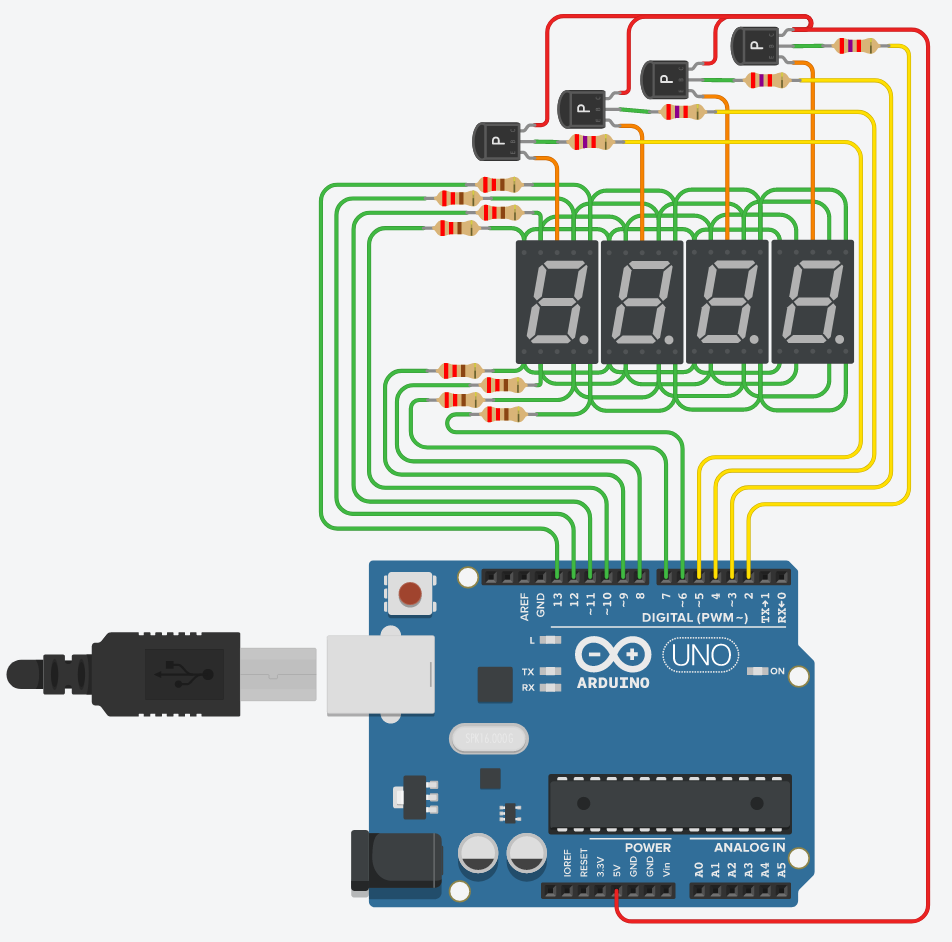 P
P
P
P
AREF
GND
13
12
~11
~10
~9
8
7
~6
~5
4
~3
2
TX→1
RX←0
DIGITAL (PWM~)
L
TX
RX
UNO
ON
ARDUINO
POWER
ANALOG IN
IOREF
RESET
3.3V
5V
GND
GND
Vin
A0
A1
A2
A3
A4
A5